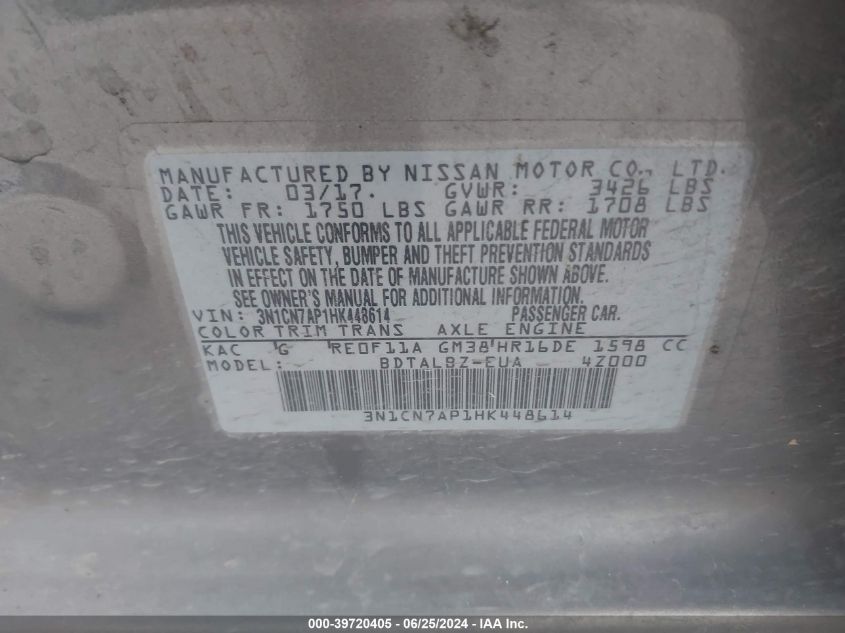 MANUFACTURED BY NISSAN MOTOR CO., LTD.
DATE: 03/17. GVWR: 3426 LBS
GAWR FR: 1750 LBS GAWR RR: 1708 LBS
THIS VEHICLE CONFORMS TO ALL APPLICABLE FEDERAL MOTOR
VEHICLE SAFETY, BUMPER AND THEFT PREVENTION STANDARDS
IN EFFECT ON THE DATE OF MANUFACTURE SHOWN ABOVE.
SEE OWNER'S MANUAL FOR ADDITIONAL INFORMATION.
VIN: 3N1CN7AP1HK448614 PASSENGER CAR.
COLOR TRIM TRANS AXLE ENGINE
KAC G RE0F11A GM38 HR16DE 1598 CC
MODEL: BDTALBZ-EUA 4Z000
3N1CN7AP1HK448614
000-39720405 - 06/25/2024 - IAA Inc.